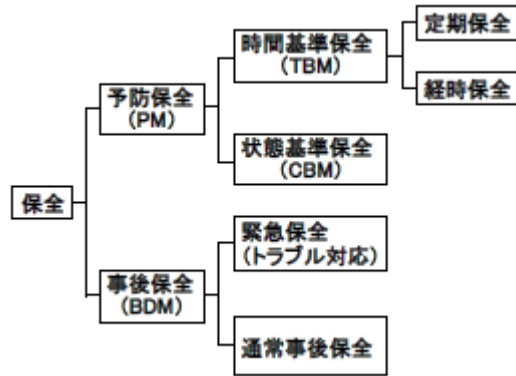 保全
予防保全
(PM)
時間基準保全
(TBM)
定期保全
経時保全
状態基準保全
(CBM)
事後保全
(BDM)
緊急保全
(トラブル対応)
通常事後保全